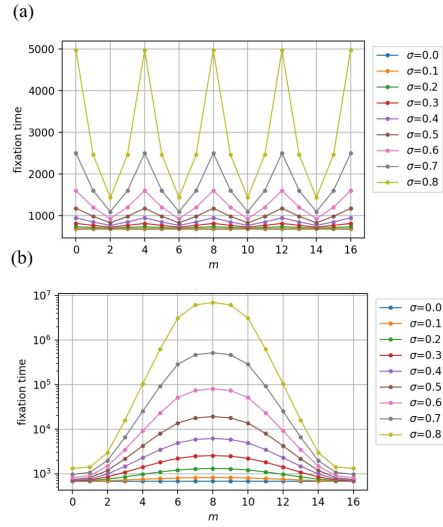 (a)
5000
4000
3000
2000
1000
fixation time
0 2 4 6 8 10 12 14 16
m
σ=0.0
σ=0.1
σ=0.2
σ=0.3
σ=0.4
σ=0.5
σ=0.6
σ=0.7
σ=0.8
(b)
10⁷
10⁶
10⁵
10⁴
10³
fixation time
0 2 4 6 8 10 12 14 16
m
σ=0.0
σ=0.1
σ=0.2
σ=0.3
σ=0.4
σ=0.5
σ=0.6
σ=0.7
σ=0.8